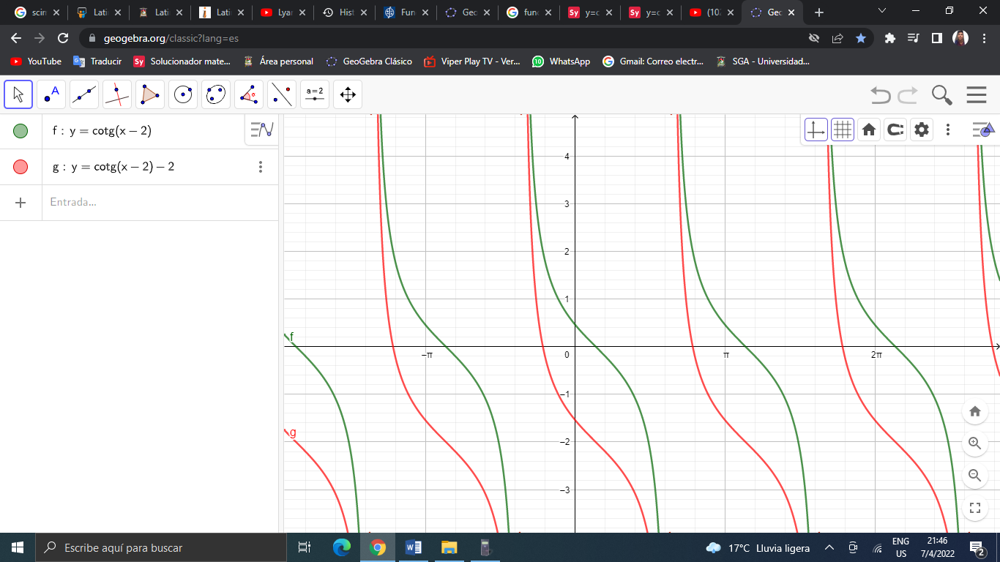 scin
Lati
Lati
Lati
Lyar
Hist
Fun
Geo
func
y=c
y=c
(10
Geo
geogebra.org/classic?lang=es
YouTube
Traducir
Sy Solucionador mate...
Área personal
GeoGebra Clásico
Viper Play TV - Ver...
10 WhatsApp
Gmail: Correo electr...
SGA - Universidad...
A
a=2
f : y = cotg(x − 2)
g : y = cotg(x − 2) − 2
Entrada...
4
3
2
1
0
−1
−2
−3
−π
π
2π
f
g
Escribe aquí para buscar
17°C Lluvia ligera
ENG
US
21:46
7/4/2022
2